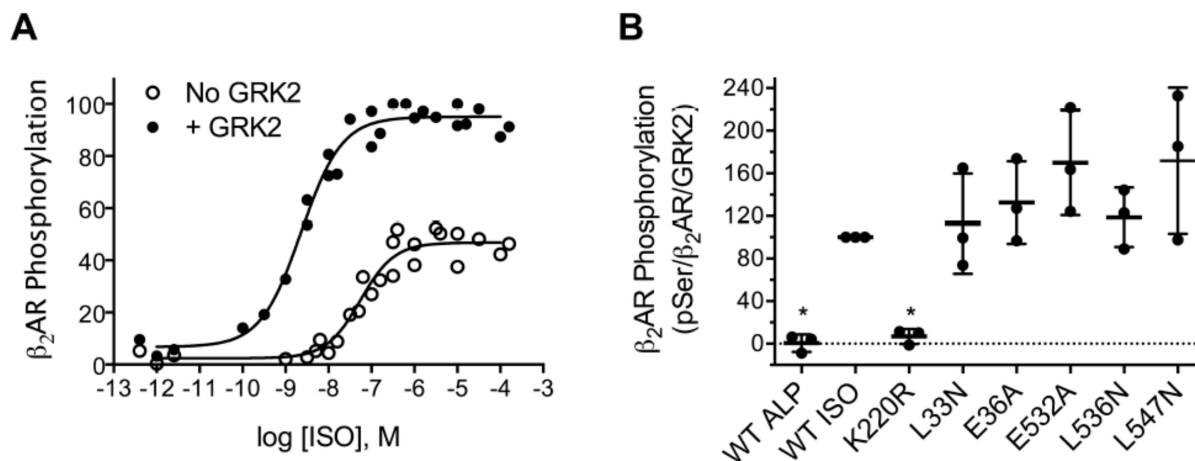 A
β₂AR Phosphorylation
100
80
60
40
20
0
No GRK2
+ GRK2
-13 -12 -11 -10 -9 -8 -7 -6 -5 -4 -3
log [ISO], M
B
β₂AR Phosphorylation
(pSer/β₂AR/GRK2)
240
200
160
120
80
40
0
* *
WT ALP
WT ISO
K220R
L33N
E36A
E532A
L536N
L547N